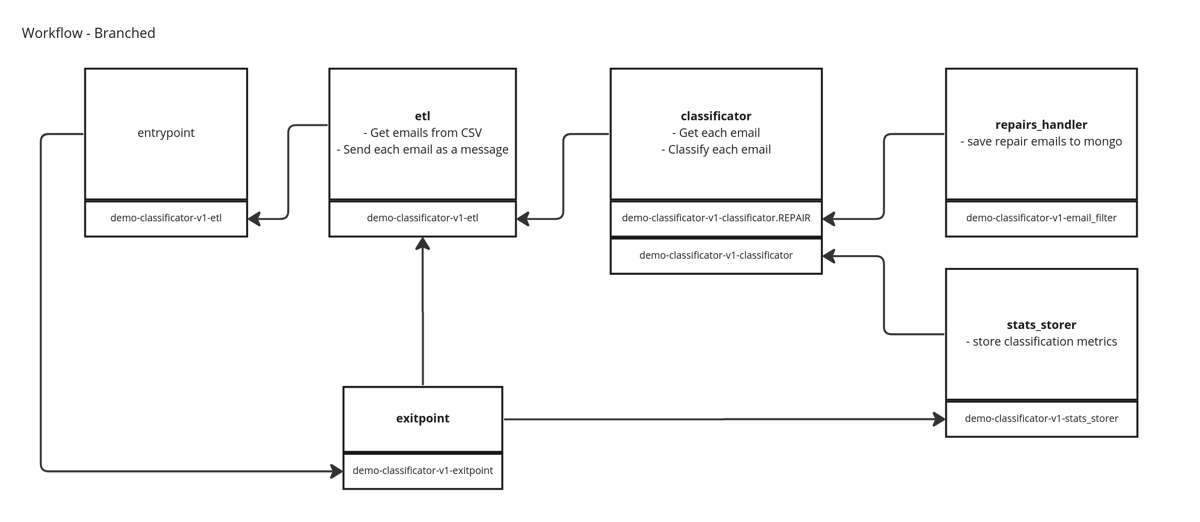 Workflow - Branched
entrypoint
demo-classificator-v1-etl
etl
- Get emails from CSV
- Send each email as a message
demo-classificator-v1-etl
classificator
- Get each email
- Classify each email
demo-classificator-v1-classificator.REPAIR
demo-classificator-v1-classificator
repairs_handler
- save repair emails to mongo
demo-classificator-v1-email_filter
stats_storer
- store classification metrics
demo-classificator-v1-stats_storer
exitpoint
demo-classificator-v1-exitpoint